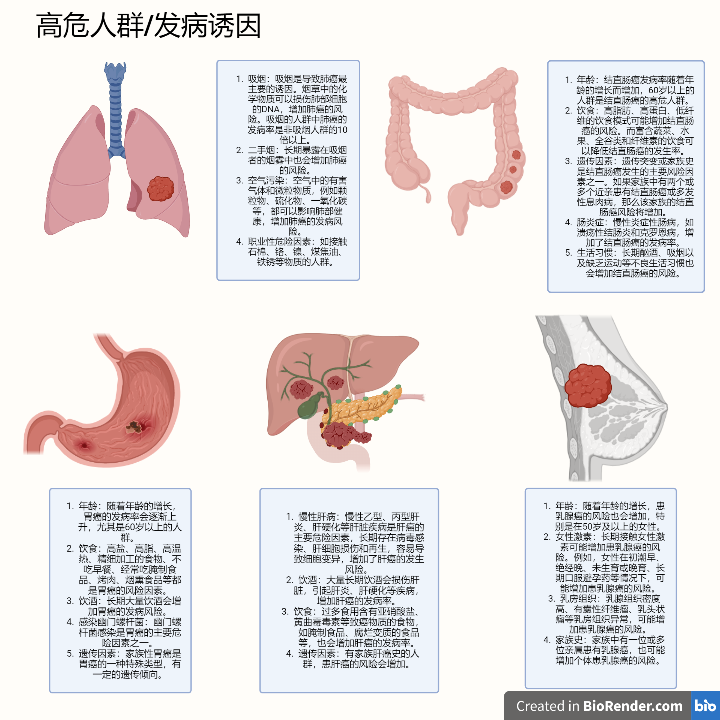 高危人群/发病诱因
1. 吸烟：吸烟是导致肺癌最
主要的诱因。烟草中的化
学物质可以损伤肺部细胞
的DNA，增加肺癌的风
险。吸烟的人群中肺癌的
发病率是非吸烟人群的10
倍以上。
2. 二手烟：长期暴露在吸烟
者的烟雾中也会增加肺癌
的风险。
3. 空气污染：空气中的有害
气体和微粒物质，例如颗
粒物、硫化物、一氧化碳
等，都可以影响肺部健
康，增加肺癌的发病风
险。
4. 职业性危险因素：如接触
石棉、铬、镍、煤焦油、
铁锈等物质的人群。
1. 年龄：结直肠癌发病率随着年
龄的增长而增加，60岁以上的
人群是结直肠癌的高危人群。
2. 饮食：高脂肪、高蛋白、低纤
维的饮食模式可能增加结直肠
癌的风险。而富含蔬菜、水
果、全谷类和纤维素的饮食可
以降低结直肠癌的发生率。
3. 遗传因素：遗传突变或家族史
是结直肠癌发生的主要风险因
素之一。如果家族中有两个或
多个近亲患有结直肠癌或多发
性息肉病，那么该家族的结直
肠癌风险将增加。
4. 肠炎症：慢性炎症性肠病，如
溃疡性结肠炎和克罗恩病，增
加了结直肠癌的发病率。
5. 生活习惯：长期酗酒、吸烟以
及缺乏运动等不良生活习惯也
会增加结直肠癌的风险。
1. 年龄：随着年龄的增长，
胃癌的发病率会逐渐上
升，尤其是60岁以上的人
群。
2. 饮食：高盐、高脂、高温
热、精细加工的食物、不
吃早餐、经常吃腌制食
品、烤肉、烟熏食品等都
是胃癌的风险因素。
3. 饮酒：长期大量饮酒会增
加胃癌的发病风险。
4. 感染幽门螺杆菌：幽门螺
杆菌感染是胃癌的主要危
险因素之一。
5. 遗传因素：家族性胃癌是
胃癌的一种特殊类型，有
一定的遗传倾向。
1. 慢性肝病：慢性乙型、丙型肝
炎、肝硬化等肝脏疾病是肝癌的
主要危险因素，长期存在病毒感
染、肝细胞损伤和再生，容易导
致细胞变异，增加了肝癌的发生
风险。
2. 饮酒：大量长期饮酒会损伤肝
脏，引起肝炎、肝硬化等疾病，
增加肝癌的发病率。
3. 饮食：过多食用含有亚硝酸盐、
黄曲霉毒素等致癌物质的食物，
如腌制食品、腐烂变质的食品
等，也会增加肝癌的发病率。
4. 遗传因素：有家族肝癌史的人
群，患肝癌的风险会增加。
1. 年龄：随着年龄的增长，患
乳腺癌的风险也会增加，特
别是在50岁及以上的女性。
2. 女性激素：长期接触女性激
素可能增加患乳腺癌的风
险。例如，女性在初潮早、
绝经晚、未生育或晚育、长
期口服避孕药等情况下，可
能增加患乳腺癌的风险。
3. 乳房组织：乳腺组织密度
高、有囊性纤维瘤、乳头状
瘤等乳房组织异常，可能增
加患乳腺癌的风险。
4. 家族史：家族中有一位或多
位亲属患有乳腺癌，也可能
增加个体患乳腺癌的风险。
Created in BioRender.com bio